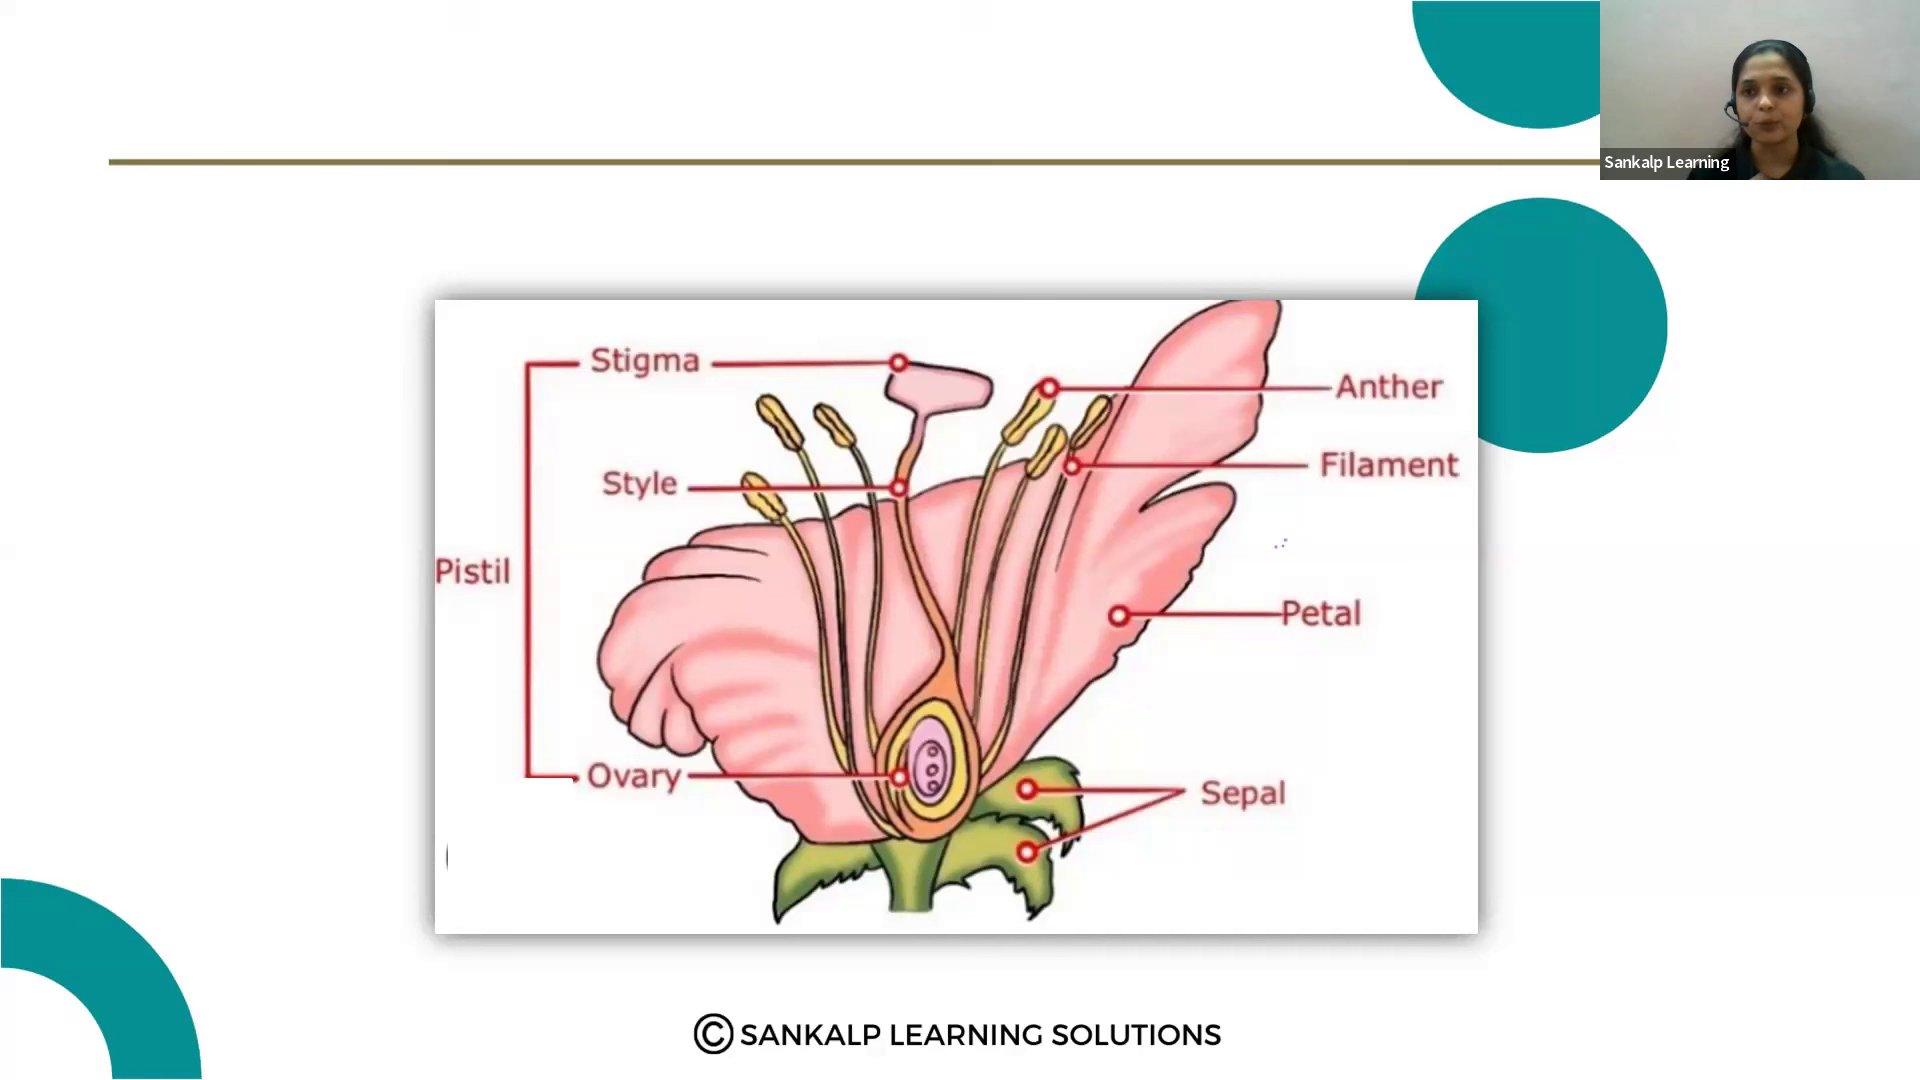 Sankalp Learning
Stigma
Anther
Filament
Style
Pistil
Petal
Ovary
Sepal
© SANKALP LEARNING SOLUTIONS